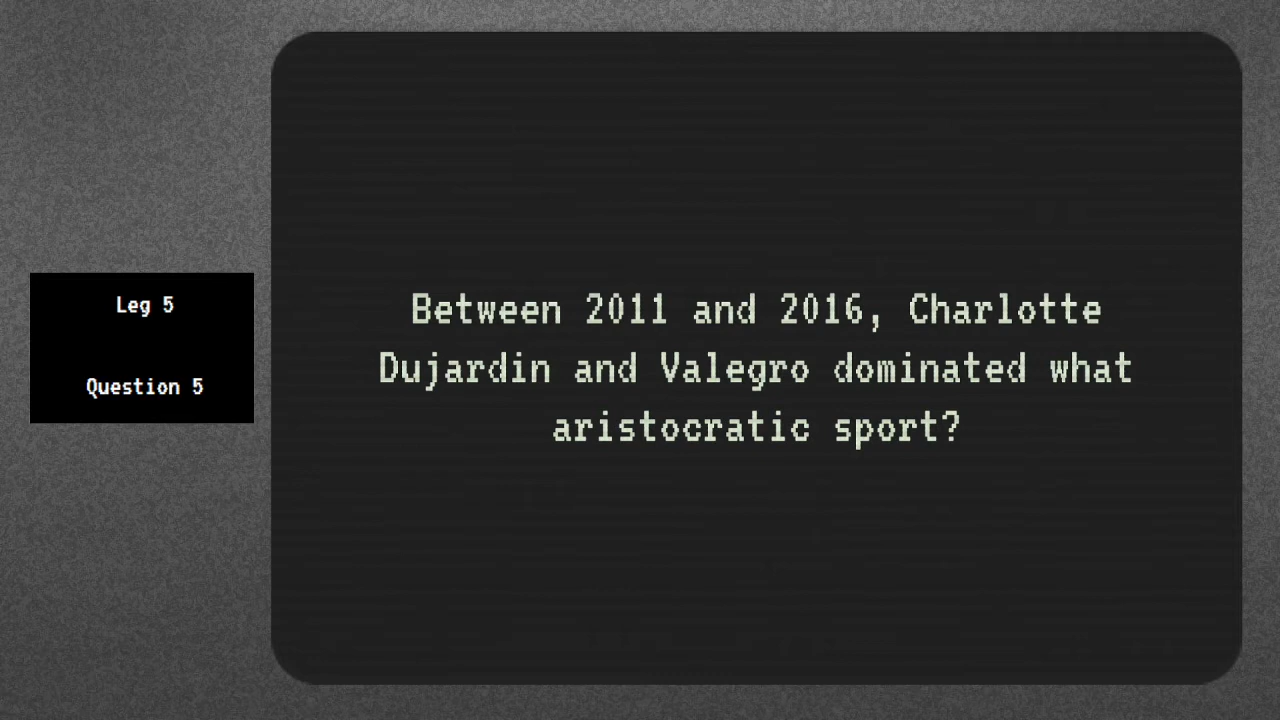 Leg 5
Question 5
Between 2011 and 2016, Charlotte
Dujardin and Valegro dominated what
aristocratic sport?